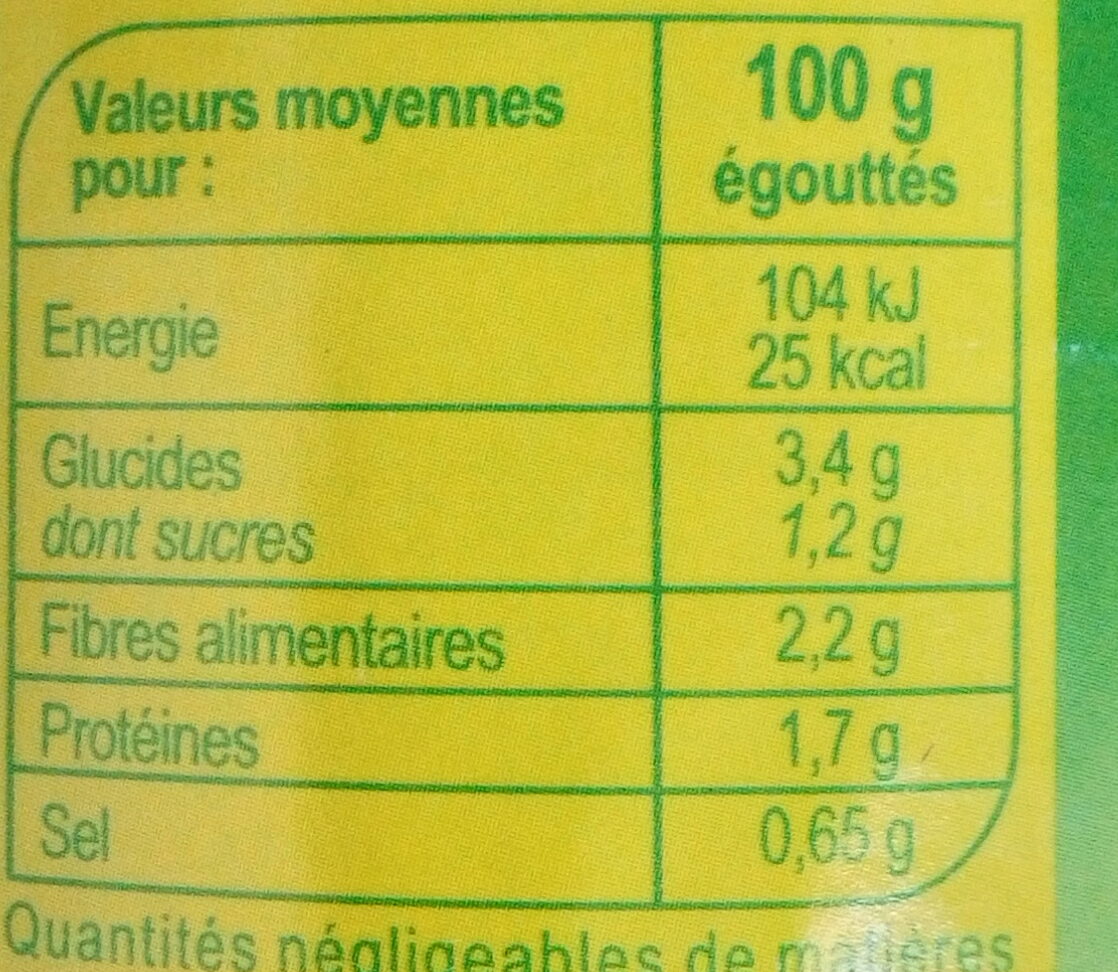 Valeurs moyennes
pour :
100 g
égouttés
Energie
104 kJ
25 kcal
Glucides
3,4 g
dont sucres
1,2 g
Fibres alimentaires
2,2 g
Protéines
1,7 g
Sel
0,65 g
Quantités négligeables de matières